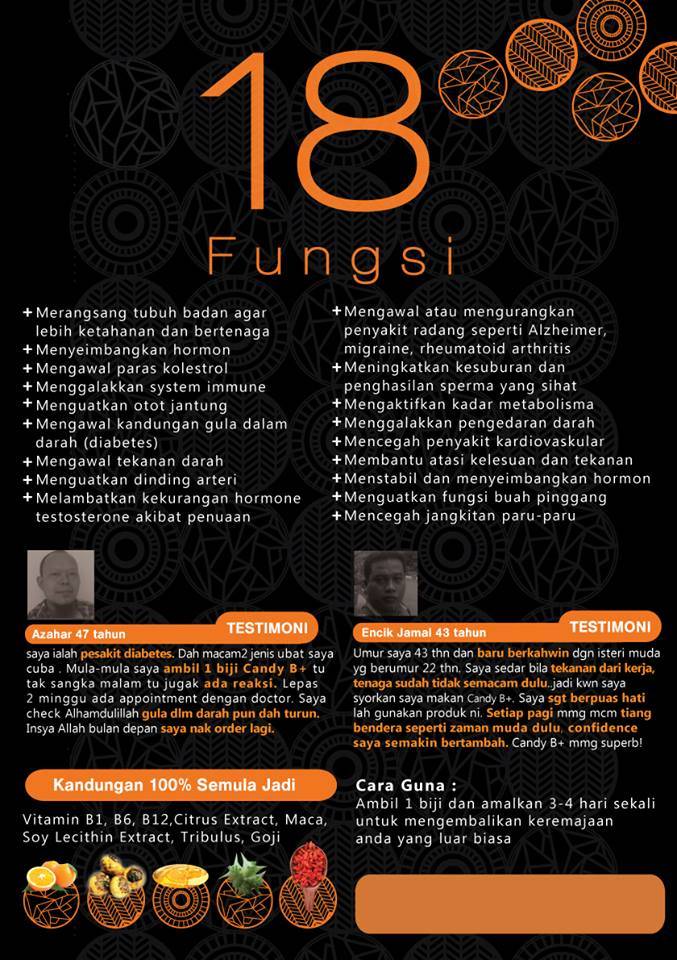 18
Fungsi
+ Merangsang tubuh badan agar
lebih ketahanan dan bertenaga
+ Menyeimbangkan hormon
+ Mengawal paras kolestrol
+ Menggalakkan system immune
+ Menguatkan otot jantung
+ Mengawal kandungan gula dalam
darah (diabetes)
+ Mengawal tekanan darah
+ Menguatkan dinding arteri
+ Melambatkan kekurangan hormone
testosterone akibat penuaan
+ Mengawal atau mengurangkan
penyakit radang seperti Alzheimer,
migraine, rheumatoid arthritis
+ Meningkatkan kesuburan dan
penghasilan sperma yang sihat
+ Mengaktifkan kadar metabolisma
+ Menggalakkan pengedaran darah
+ Mencegah penyakit kardiovaskular
+ Membantu atasi kelesuan dan tekanan
+ Menstabil dan menyeimbangkan hormon
+ Menguatkan fungsi buah pinggang
+ Mencegah jangkitan paru-paru
TESTIMONI
Azahar 47 tahun
saya ialah pesakit diabetes. Dah macam2 jenis ubat saya
cuba . Mula-mula saya ambil 1 biji Candy B+ tu
tak sangka malam tu jugak ada reaksi. Lepas
2 minggu ada appointment dengan doctor. Saya
check Alhamdulillah gula dlm darah pun dah turun.
Insya Allah bulan depan saya nak order lagi.
TESTIMONI
Encik Jamal 43 tahun
Umur saya 43 thn dan baru berkahwin dgn isteri muda
yg berumur 22 thn. Saya sedar bila tekanan dari kerja,
tenaga sudah tidak semacam dulu..jadi kwn saya
syorkan saya makan Candy B+. Saya sgt berpuas hati
lah gunakan produk ni. Setiap pagi mmg mcm tiang
bendera seperti zaman muda dulu, confidence
saya semakin bertambah. Candy B+ mmg superb!
Kandungan 100% Semula Jadi
Vitamin B1, B6, B12,Citrus Extract, Maca,
Soy Lecithin Extract, Tribulus, Goji
Cara Guna :
Ambil 1 biji dan amalkan 3-4 hari sekali
untuk mengembalikan keremajaan
anda yang luar biasa